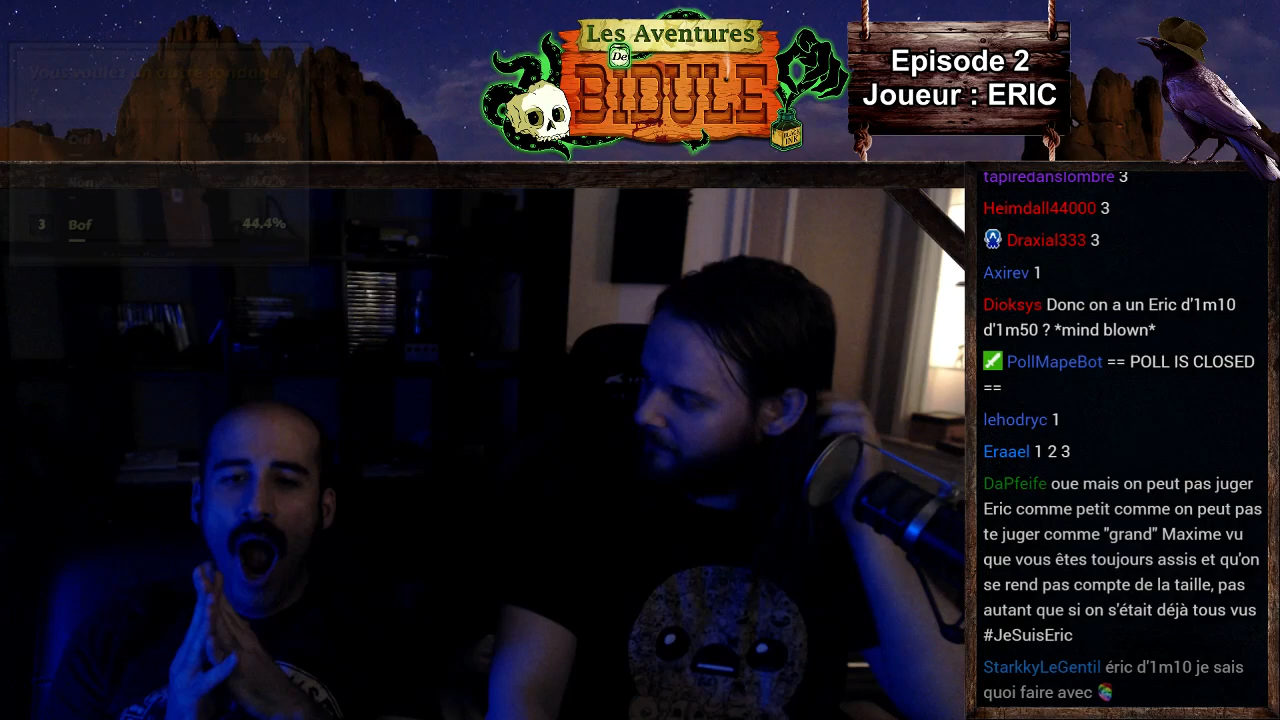 Les Aventures
De
BIDULE
BLACK
INK
Episode 2
Joueur : ERIC
36,6%
2 Non
3 Bof 44,4%
tapiredanslombre 3
Heimdall44000 3
Draxial333 3
Axirev 1
Dioksys Donc on a un Eric d'1m10
d'1m50 ? *mind blown*
PollMapeBot == POLL IS CLOSED
==
lehodryc 1
Eraael 1 2 3
DaPfeife oue mais on peut pas juger
Eric comme petit comme on peut pas
te juger comme "grand" Maxime vu
que vous êtes toujours assis et qu'on
se rend pas compte de la taille, pas
autant que si on s'était déjà tous vus
#JeSuisEric
StarkkyLeGentil éric d'1m10 je sais
quoi faire avec